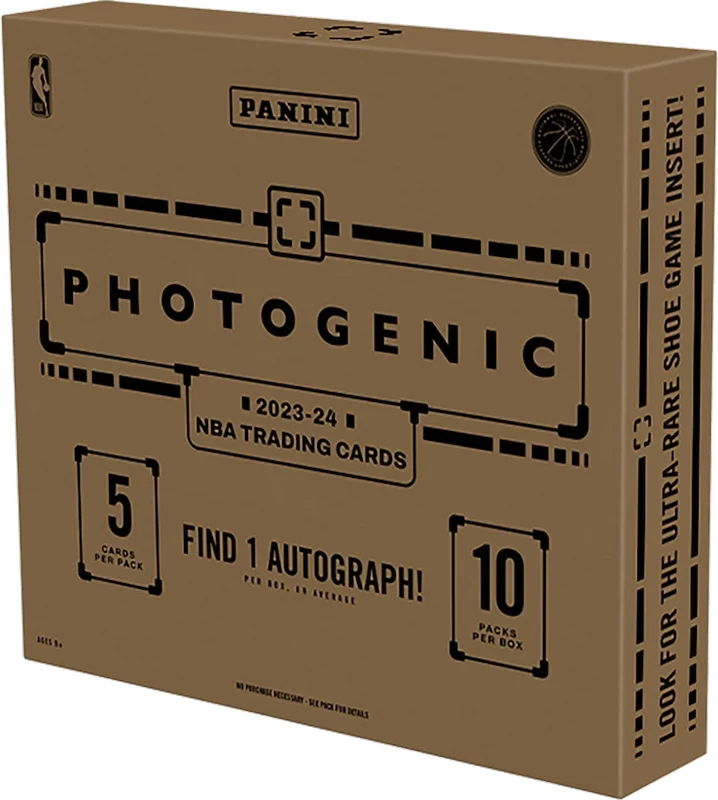 NBA
PANINI
PHOTOGENIC
2023-24
NBA TRADING CARDS
5
CARDS
PER PACK
FIND 1 AUTOGRAPH!
PER BOX, ON AVERAGE
10
PACKS
PER BOX
AGES 8+
NO PURCHASE NECESSARY - SEE PACK FOR DETAILS
LOOK FOR THE ULTRA-RARE SHOE GAME INSERT!